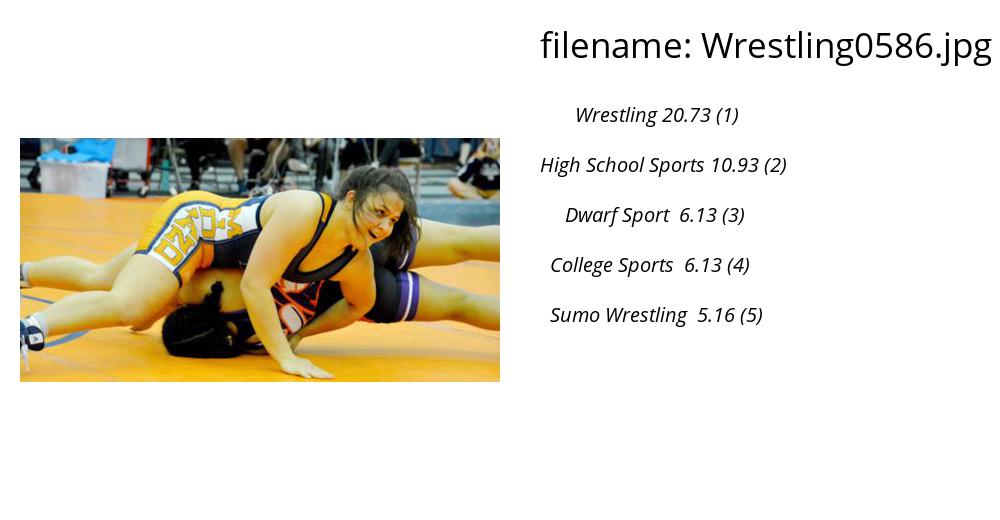 filename: Wrestling0586.jpg
Wrestling 20.73 (1)
High School Sports 10.93 (2)
Dwarf Sport 6.13 (3)
College Sports 6.13 (4)
Sumo Wrestling 5.16 (5)